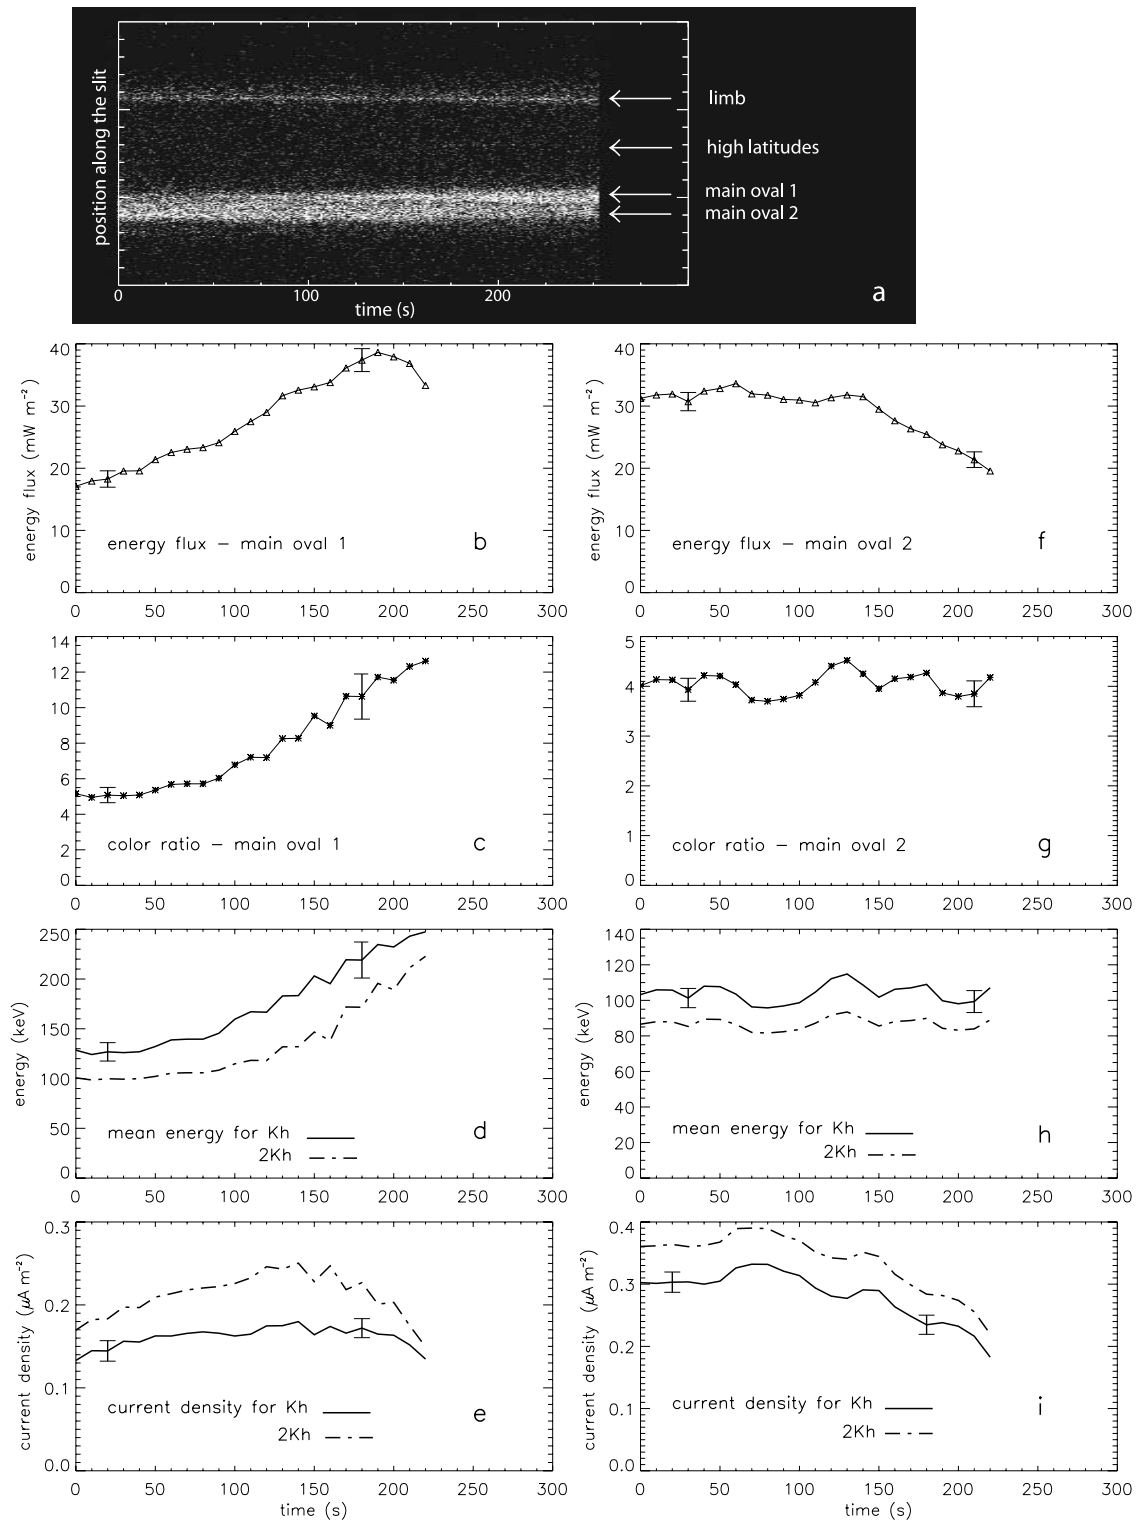 position along the slit
limb
high latitudes
main oval 1
main oval 2
0 100 200
time (s)
a
energy flux (mW m⁻²)
40
30
20
10
0
energy flux – main oval 1
b
0 50 100 150 200 250 300
energy flux (mW m⁻²)
40
30
20
10
0
energy flux – main oval 2
f
0 50 100 150 200 250 300
14
12
10
8
6
4
2
0
color ratio – main oval 1
c
0 50 100 150 200 250 300
5
4
3
2
1
0
color ratio – main oval 2
g
0 50 100 150 200 250 300
energy (keV)
250
200
150
100
50
0
mean energy for Kh
2Kh
d
0 50 100 150 200 250 300
energy (keV)
140
120
100
80
60
40
20
0
mean energy for Kh
2Kh
h
0 50 100 150 200 250 300
current density (μA m⁻²)
0.3
0.2
0.1
0.0
current density for Kh
2Kh
e
0 50 100 150 200 250 300
time (s)
current density (μA m⁻²)
0.4
0.3
0.2
0.1
0.0
current density for Kh
2Kh
i
0 50 100 150 200 250 300
time (s)